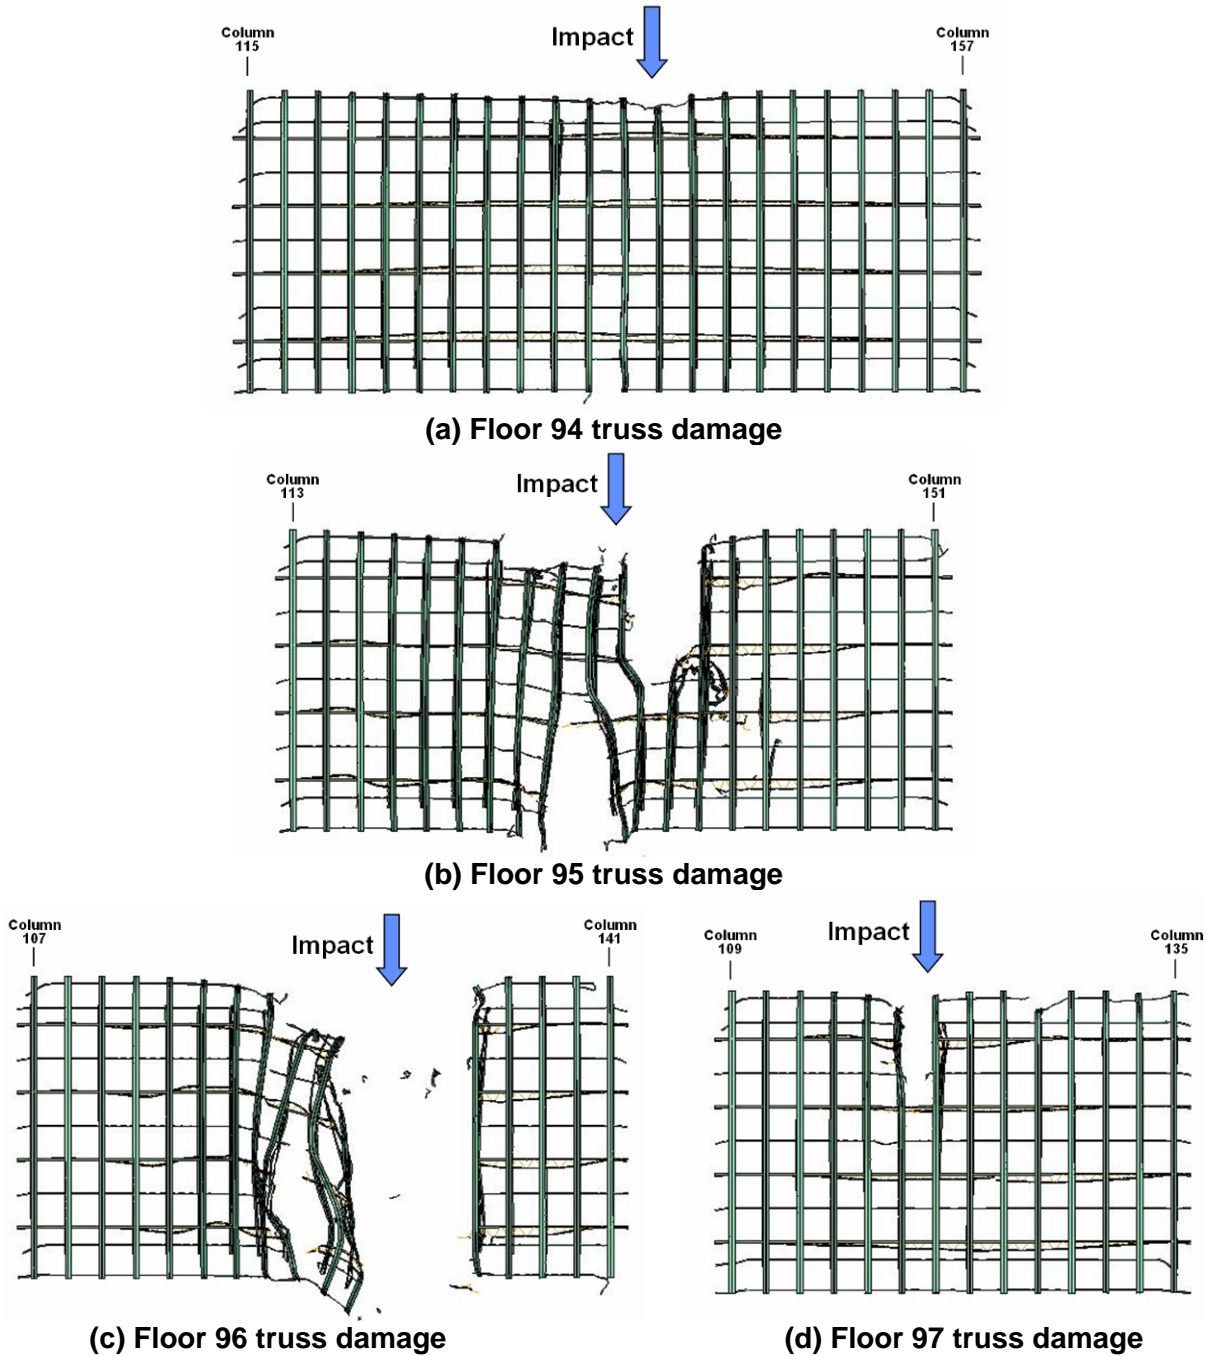 Impact
Column
115
Column
157
(a) Floor 94 truss damage
Impact
Column
113
Column
151
(b) Floor 95 truss damage
Impact
Column
107
Column
141
Impact
Column
109
Column
135
(c) Floor 96 truss damage
(d) Floor 97 truss damage